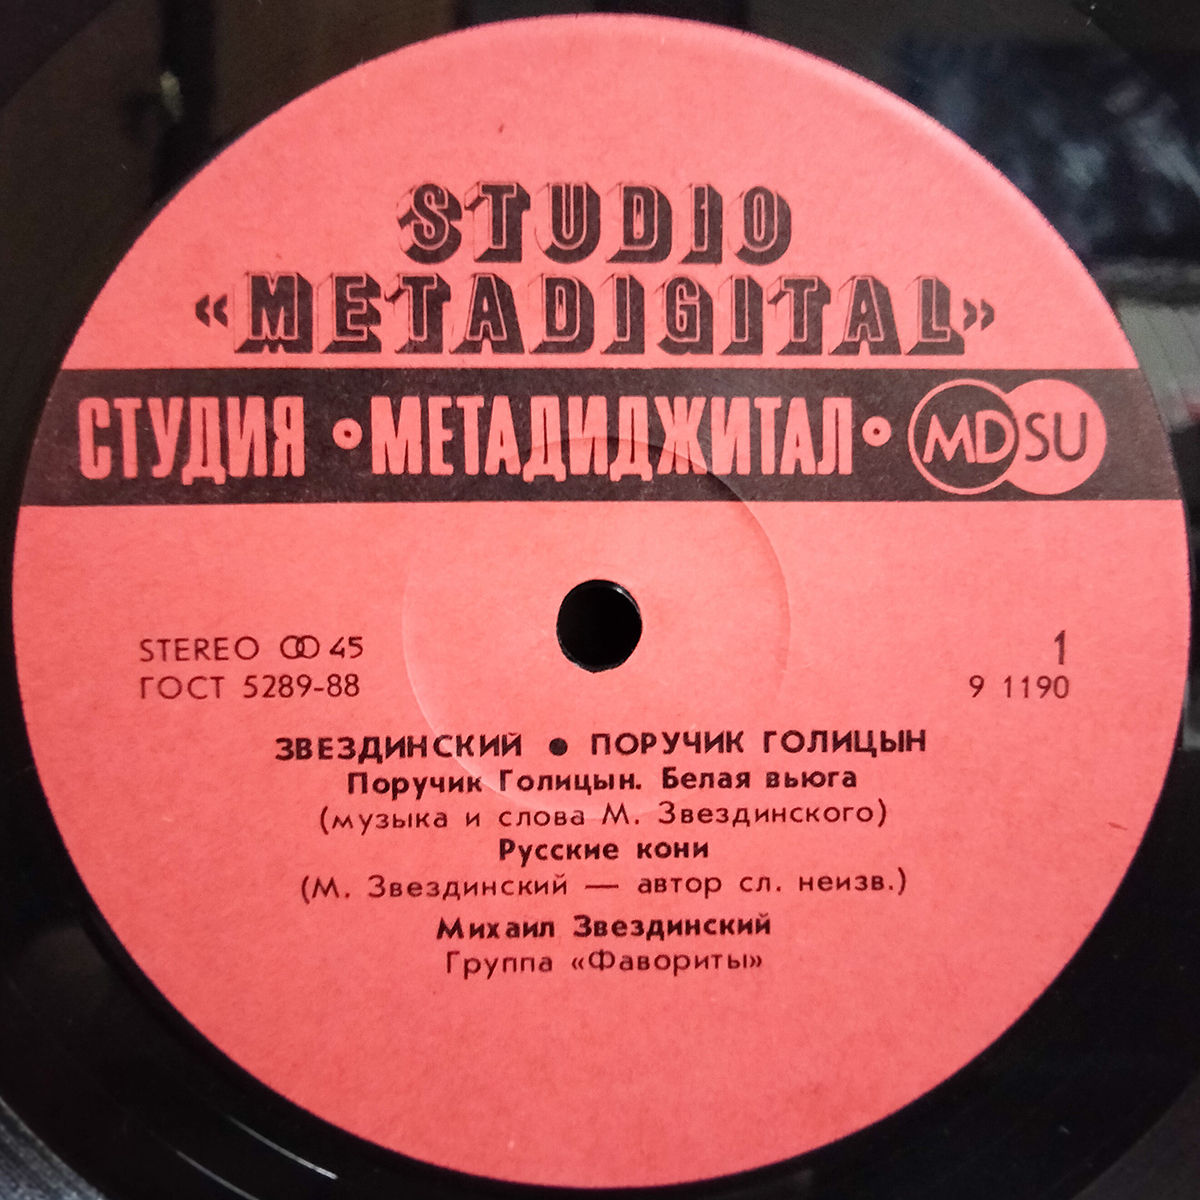 STUDIO
«METADIGITAL»
СТУДИЯ • МЕТАДИДЖИТАЛ • MDSU
STEREO Ꝏ 45
ГОСТ 5289-88
1
9 1190
ЗВЕЗДИНСКИЙ ● ПОРУЧИК ГОЛИЦЫН
Поручик Голицын. Белая вьюга
(музыка и слова М. Звездинского)
Русские кони
(М. Звездинский — автор сл. неизв.)
Михаил Звездинский
Группа «Фавориты»